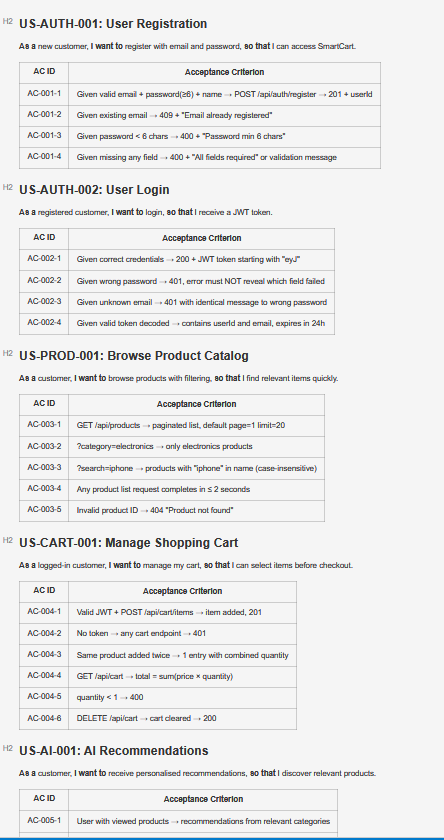 H2 US-AUTH-001: User Registration
As a new customer, I want to register with email and password, so that I can access SmartCart.
AC ID Acceptance Criterion
AC-001-1 Given valid email + password(≥6) + name → POST /api/auth/register → 201 + userId
AC-001-2 Given existing email → 409 + "Email already registered"
AC-001-3 Given password < 6 chars → 400 + "Password min 6 chars"
AC-001-4 Given missing any field → 400 + "All fields required" or validation message
H2 US-AUTH-002: User Login
As a registered customer, I want to login, so that I receive a JWT token.
AC ID Acceptance Criterion
AC-002-1 Given correct credentials → 200 + JWT token starting with "eyJ"
AC-002-2 Given wrong password → 401, error must NOT reveal which field failed
AC-002-3 Given unknown email → 401 with identical message to wrong password
AC-002-4 Given valid token decoded → contains userId and email, expires in 24h
H2 US-PROD-001: Browse Product Catalog
As a customer, I want to browse products with filtering, so that I find relevant items quickly.
AC ID Acceptance Criterion
AC-003-1 GET /api/products → paginated list, default page=1 limit=20
AC-003-2 ?category=electronics → only electronics products
AC-003-3 ?search=iphone → products with "iphone" in name (case-insensitive)
AC-003-4 Any product list request completes in ≤ 2 seconds
AC-003-5 Invalid product ID → 404 "Product not found"
H2 US-CART-001: Manage Shopping Cart
As a logged-in customer, I want to manage my cart, so that I can select items before checkout.
AC ID Acceptance Criterion
AC-004-1 Valid JWT + POST /api/cart/items → item added, 201
AC-004-2 No token → any cart endpoint → 401
AC-004-3 Same product added twice → 1 entry with combined quantity
AC-004-4 GET /api/cart → total = sum(price × quantity)
AC-004-5 quantity < 1 → 400
AC-004-6 DELETE /api/cart → cart cleared → 200
H2 US-AI-001: AI Recommendations
As a customer, I want to receive personalised recommendations, so that I discover relevant products.
AC ID Acceptance Criterion
AC-005-1 User with viewed products → recommendations from relevant categories